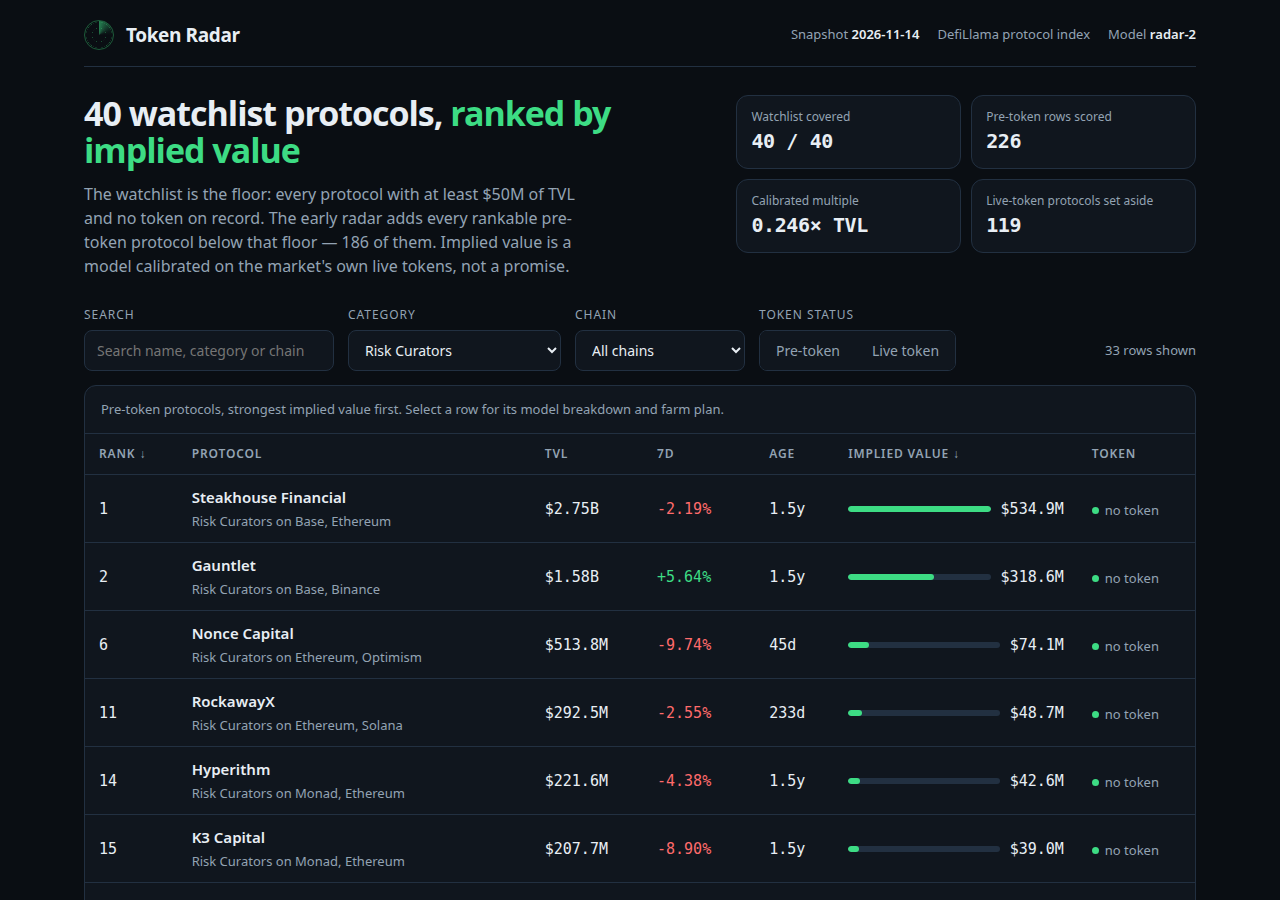 Token Radar
Snapshot 2026-11-14 DefiLlama protocol index Model radar-2
40 watchlist protocols, ranked by
implied value
The watchlist is the floor: every protocol with at least $50M of TVL
and no token on record. The early radar adds every rankable pre-
token protocol below that floor — 186 of them. Implied value is a
model calibrated on the market's own live tokens, not a promise.
Watchlist covered
40 / 40
Pre-token rows scored
226
Calibrated multiple
0.246× TVL
Live-token protocols set aside
119
SEARCH
Search name, category or chain
CATEGORY
Risk Curators
CHAIN
All chains
TOKEN STATUS
Pre-token Live token
33 rows shown
Pre-token protocols, strongest implied value first. Select a row for its model breakdown and farm plan.
RANK ↓ PROTOCOL TVL 7D AGE IMPLIED VALUE ↓ TOKEN
1 Steakhouse Financial $2.75B -2.19% 1.5y $534.9M no token
Risk Curators on Base, Ethereum
2 Gauntlet $1.58B +5.64% 1.5y $318.6M no token
Risk Curators on Base, Binance
6 Nonce Capital $513.8M -9.74% 45d $74.1M no token
Risk Curators on Ethereum, Optimism
11 RockawayX $292.5M -2.55% 233d $48.7M no token
Risk Curators on Ethereum, Solana
14 Hyperithm $221.6M -4.38% 1.5y $42.6M no token
Risk Curators on Monad, Ethereum
15 K3 Capital $207.7M -8.90% 1.5y $39.0M no token
Risk Curators on Monad, Ethereum